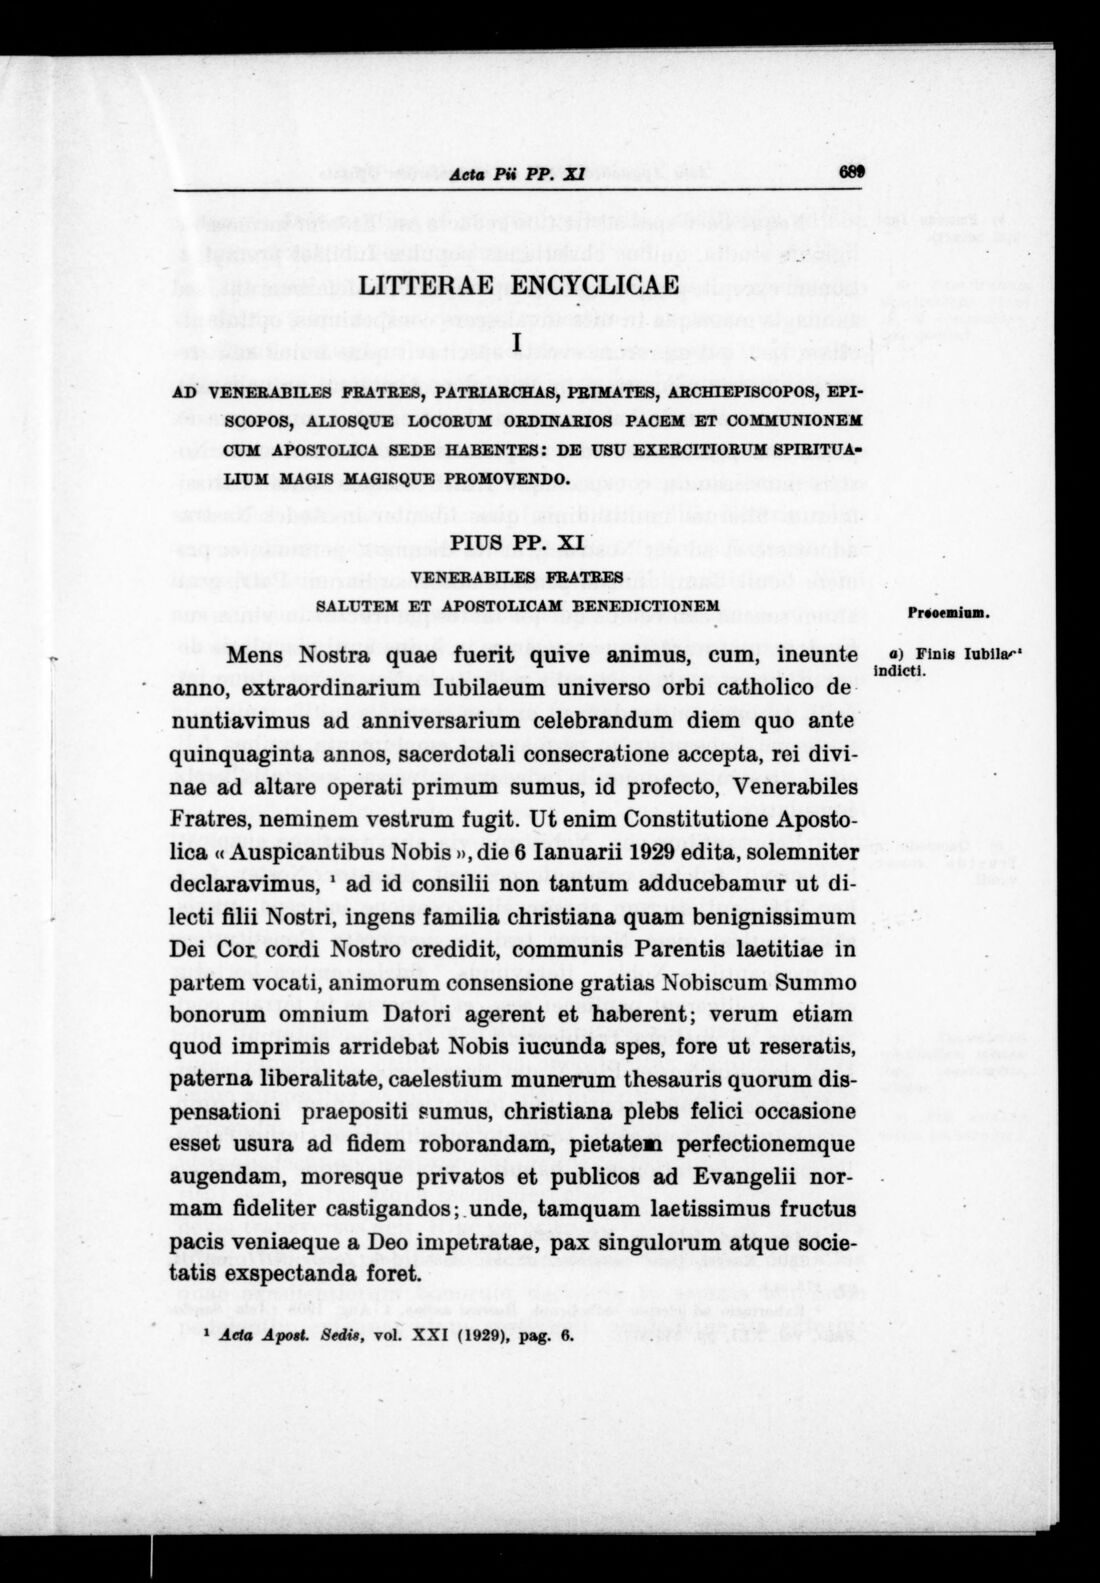 Acta Pii PP. XI 689
LITTERAE ENCYCLICAE
I
AD VENERABILES FRATRES, PATRIARCHAS, PRIMATES, ARCHIEPISCOPOS, EPI-
SCOPOS, ALIOSQUE LOCORUM ORDINARIOS PACEM ET COMMUNIONEM
CUM APOSTOLICA SEDE HABENTES: DE USU EXERCITIORUM SPIRITUA-
LIUM MAGIS MAGISQUE PROMOVENDO.
PIUS PP. XI
VENERABILES FRATRES
SALUTEM ET APOSTOLICAM BENEDICTIONEM
Prooemium.
a) Finis
indicti.
Mens Nostra quae fuerit quive animus, cum, ineunte
anno, extraordinarium Iubilaeum universo orbi catholico de
nuntiavimus ad anniversarium celebrandum diem quo ante
quinquaginta annos, sacerdotali consecratione accepta, rei divi-
nae ad altare operati primum sumus, id profecto, Venerabiles
Fratres, neminem vestrum fugit. Ut enim Constitutione Aposto-
lica « Auspicantibus Nobis », die 6 Ianuarii 1929 edita, solemniter
declaravimus, ¹ ad id consilii non tantum adducebamur ut di-
lecti filii Nostri, ingens familia christiana quam benignissimum
Dei Cor cordi Nostro credidit, communis Parentis laetitiae in
partem vocati, animorum consensione gratias Nobiscum Summo
bonorum omnium Datori agerent et haberent; verum etiam
quod imprimis arridebat Nobis iucunda spes, fore ut reseratis,
paterna liberalitate, caelestium munerum thesauris quorum dis-
pensationi praepositi sumus, christiana plebs felici occasione
esset usura ad fidem roborandam, pietatem perfectionemque
augendam, moresque privatos et publicos ad Evangelii nor-
mam fideliter castigandos; unde, tamquam laetissimus fructus
pacis veniaeque a Deo impetratae, pax singulorum atque socie-
tatis exspectanda foret.
¹ Acta Apost. Sedis, vol. XXI (1929), pag. 6.